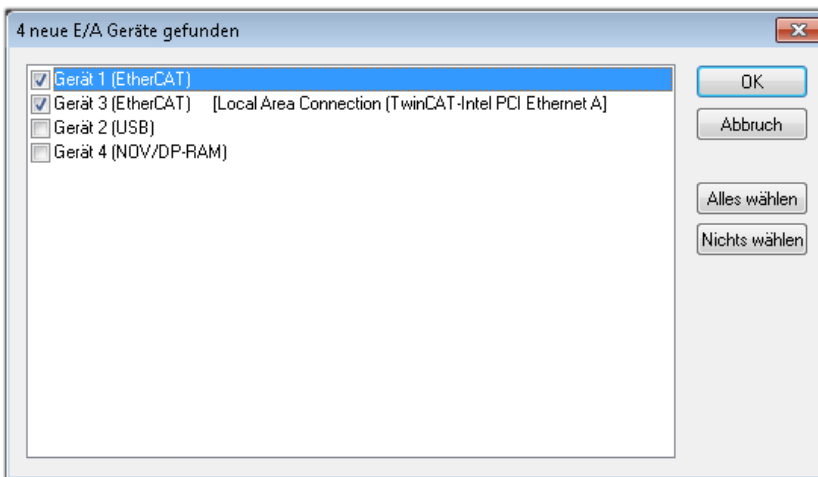 4 neue E/A Geräte gefunden
Gerät 1 (EtherCAT)
Gerät 3 (EtherCAT) [Local Area Connection (TwinCAT-Intel PCI Ethernet A]
Gerät 2 (USB)
Gerät 4 (NOV/DP-RAM)
OK
Abbruch
Alles wählen
Nichts wählen